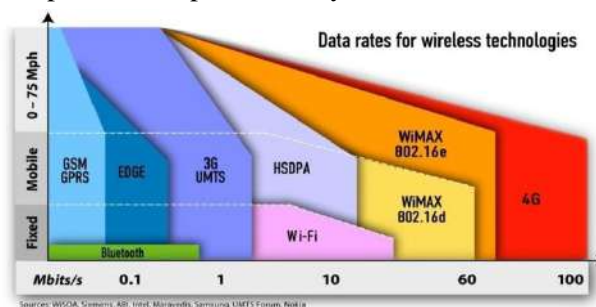 Data rates for wireless technologies
0 – 75 Mph
Mobile
Fixed
GSM
GPRS
EDGE
3G
UMTS
HSDPA
WiMAX
802.16e
WiMAX
802.16d
4G
Wi-Fi
Bluetooth
Mbits/s 0.1 1 10 60 100
Sources: WiSOA, Siemens, ABI, Intel, Maravedis, Samsung, UMTS Forum, Nokia